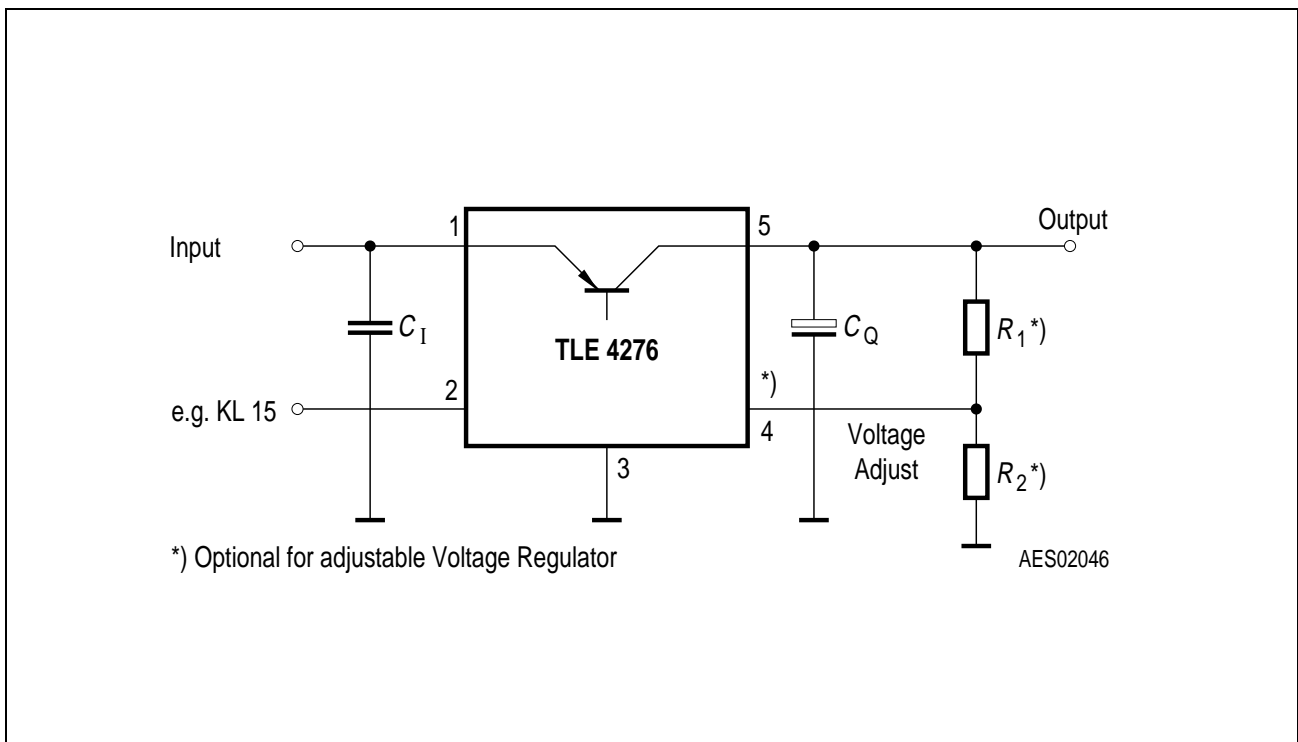 Input
1
5
Output
C I
TLE 4276
C Q
R 1 *)
e.g. KL 15
2
*)
4
Voltage
Adjust
3
R 2 *)
*) Optional for adjustable Voltage Regulator
AES02046